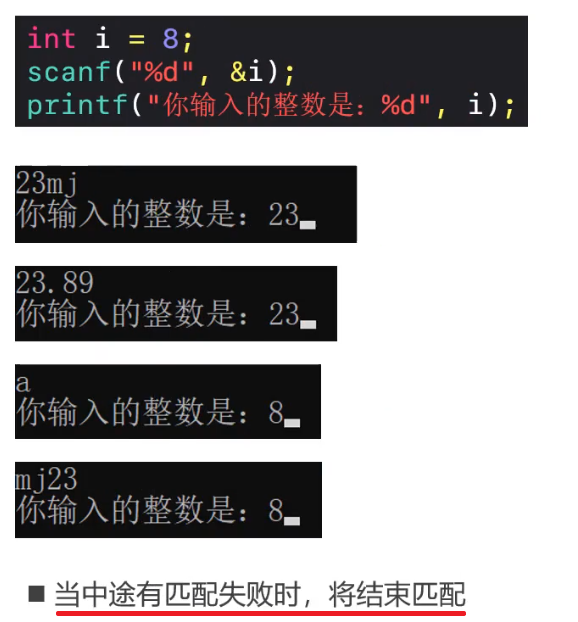 int i = 8;
scanf("%d", &i);
printf("你输入的整数是：%d", i);
23mj
你输入的整数是：23
23.89
你输入的整数是：23
a
你输入的整数是：8
mj23
你输入的整数是：8
■ 当中途有匹配失败时，将结束匹配